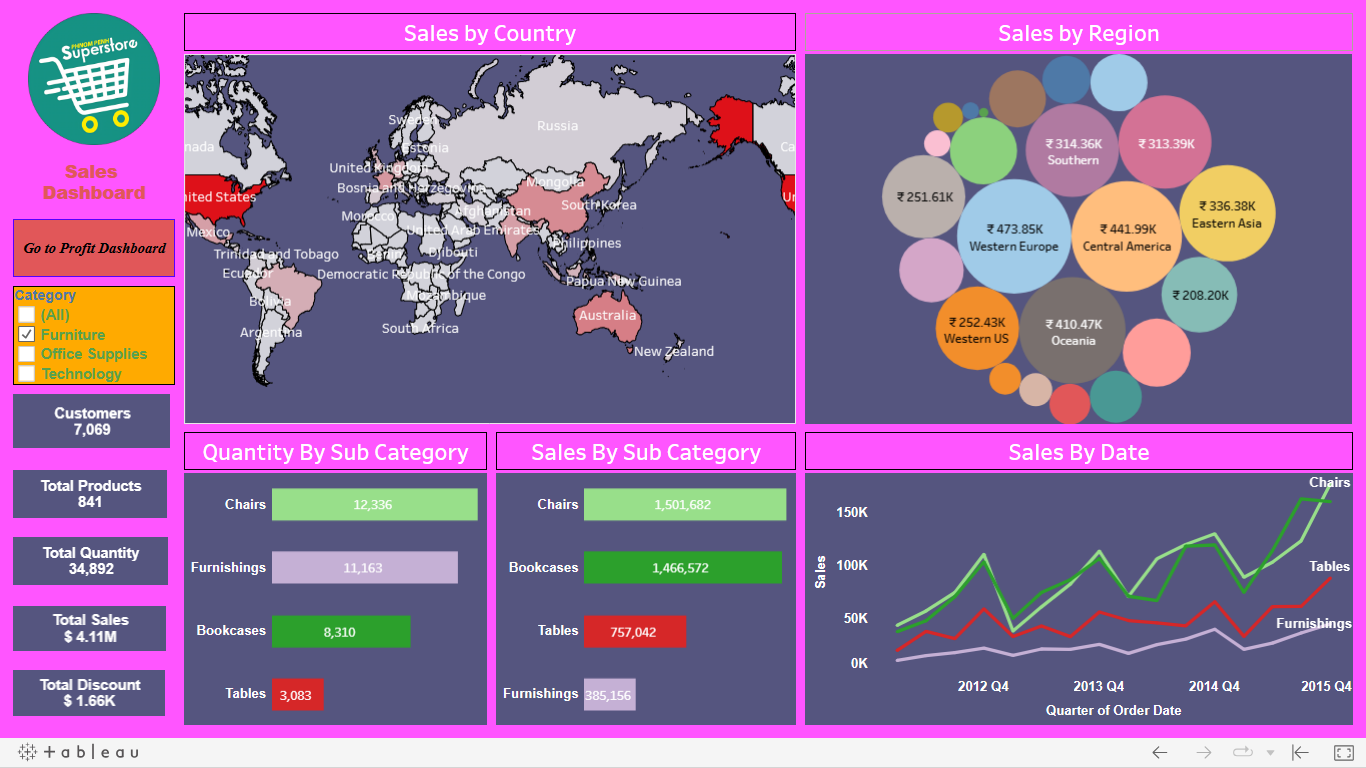 PHNOM PENH
Superstore
Sales
Dashboard
Go to Profit Dashboard
Category
(All)
Furniture
Office Supplies
Technology
Customers
7,069
Total Products
841
Total Quantity
34,892
Total Sales
$ 4.11M
Total Discount
$ 1.66K
Sales by Country
Sweden
Russia
nada
Estonia
Ca
United Kingdom
Bosnia and Herzegovina
Mongolia
nited States
Un
South Korea
Afghanistan
Morocco
Mexico
United Arab Emirates
Philippines
Trinidad and Tobago
Benin
Djibouti
Ecuador
Democratic Republic of the Congo
Papua New Guinea
Bolivia
Mozambique
Australia
Argentina
South Africa
New Zealand
Sales by Region
₹ 314.36K
Southern
₹ 313.39K
₹ 251.61K
₹ 336.38K
Eastern Asia
₹ 473.85K
Western Europe
₹ 441.99K
Central America
₹ 208.20K
₹ 252.43K
Western US
₹ 410.47K
Oceania
Quantity By Sub Category
Chairs
12,336
Furnishings
11,163
Bookcases
8,310
Tables
3,083
Sales By Sub Category
Chairs
1,501,682
Bookcases
1,466,572
Tables
757,042
Furnishings
385,156
Sales By Date
Chairs
150K
Tables
100K
Sales
50K
Furnishings
0K
2012 Q4
2013 Q4
2014 Q4
2015 Q4
Quarter of Order Date
+ a b l e a u